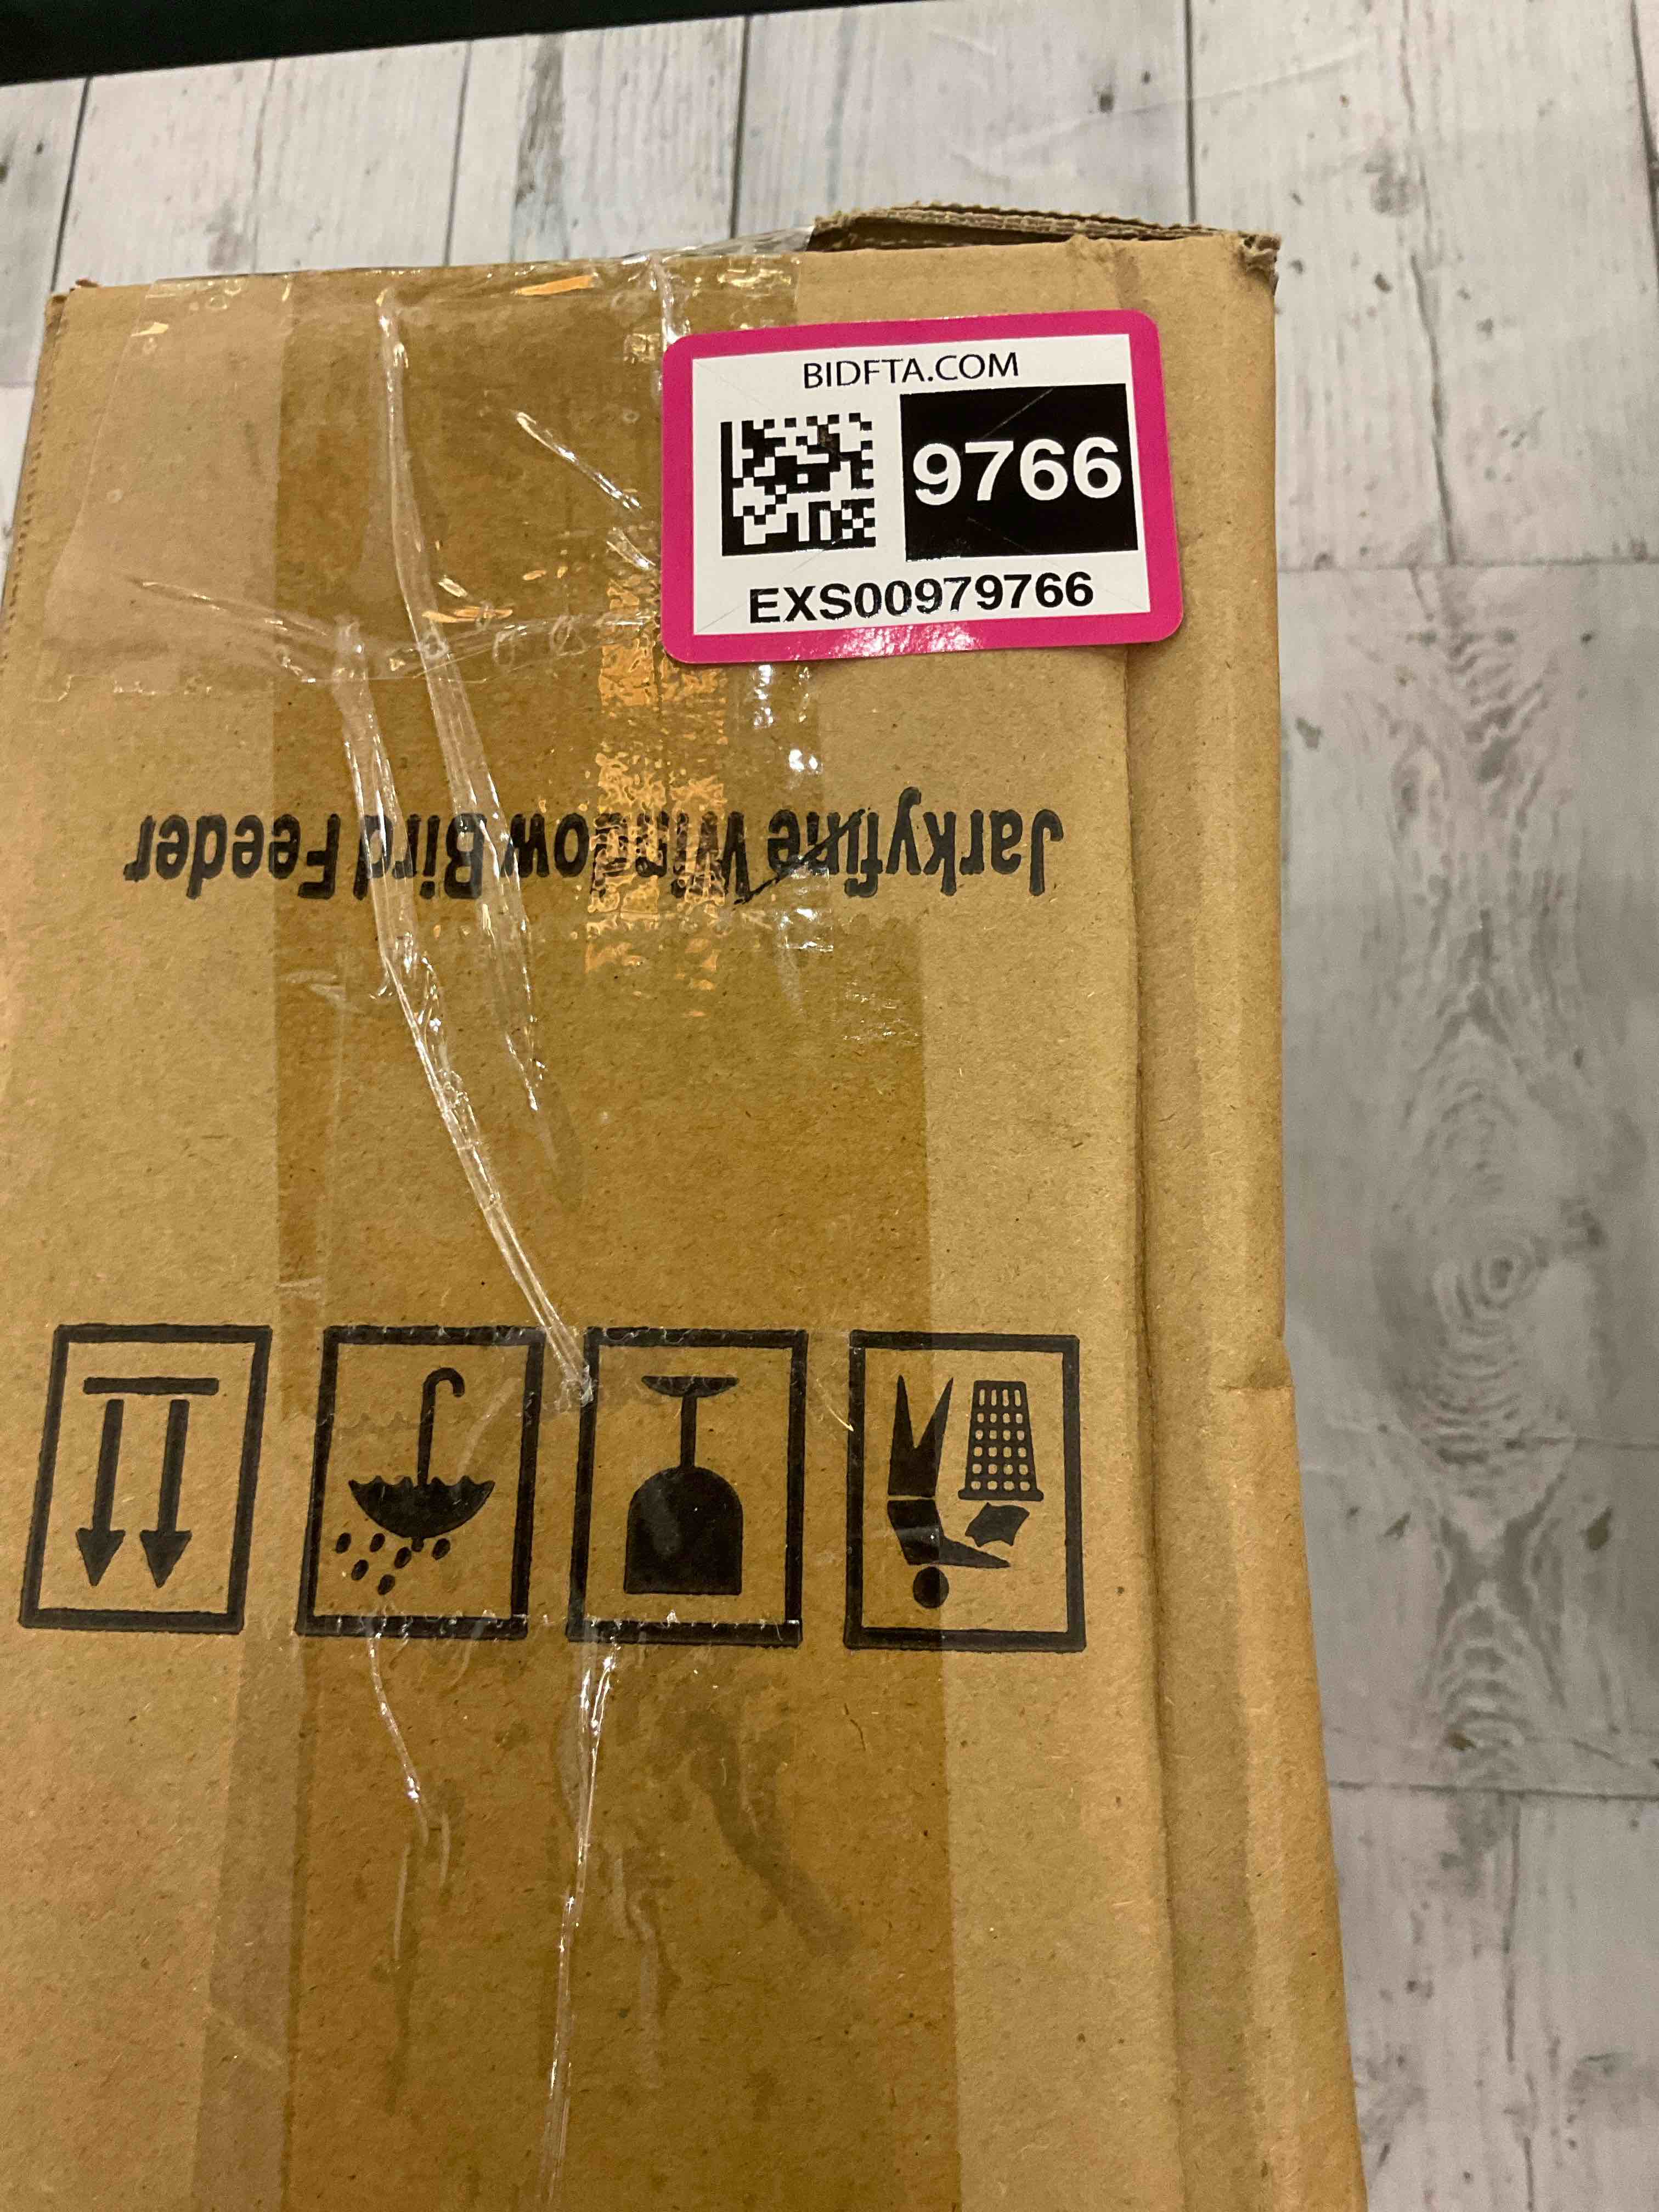 BIDFTA.COM
9766
EXS00979766
Jarkyfine Window Bird Feeder